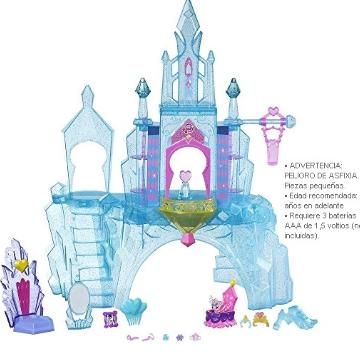 • ADVERTENCIA:
PELIGRO DE ASFIXIA.
Piezas pequeñas.
• Edad recomendada:
años en adelante
• Requiere 3 baterías
AAA de 1,5 voltios (n
incluidas).